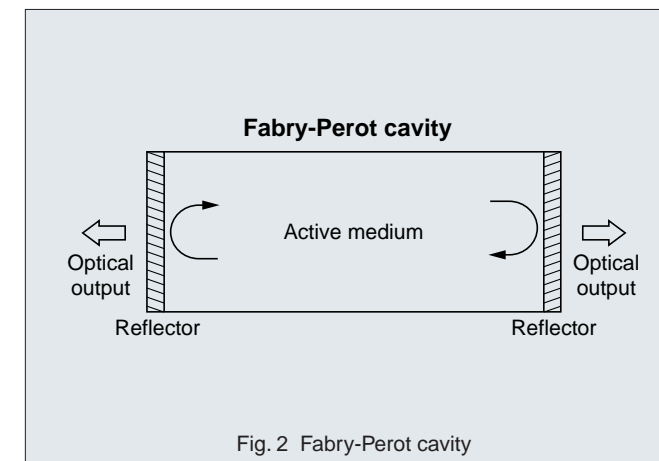 Fabry-Perot cavity
Active medium
Optical
output
Optical
output
Reflector
Reflector
Fig. 2 Fabry-Perot cavity